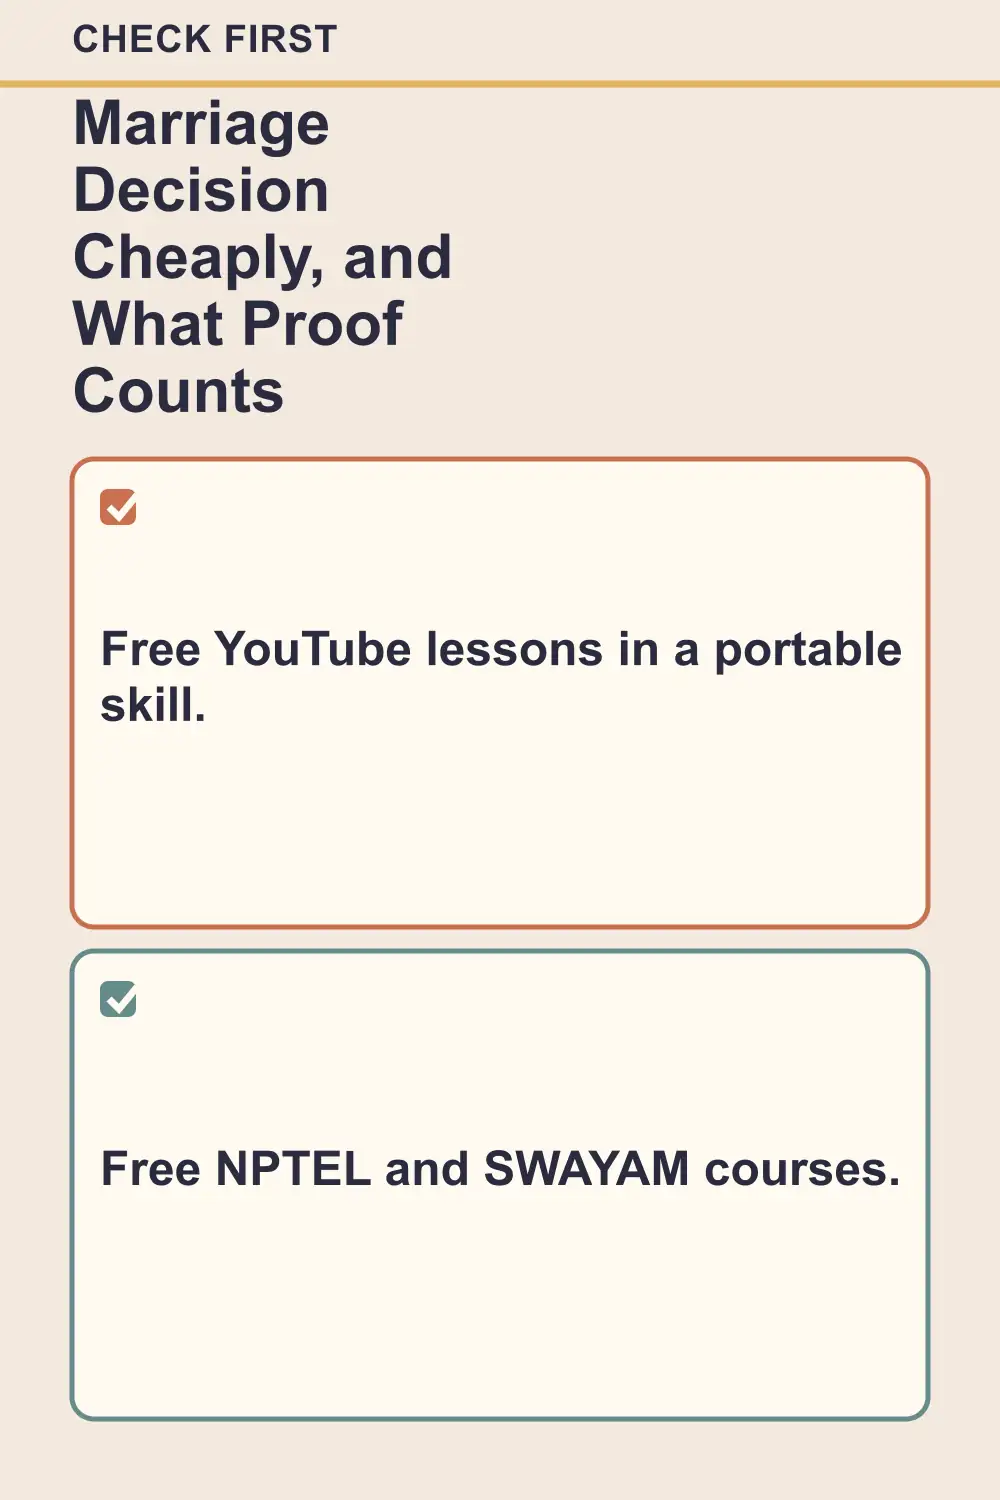 CHECK FIRST
Marriage
Decision
Cheaply, and
What Proof
Counts
Free YouTube lessons in a portable
skill.
Free NPTEL and SWAYAM courses.